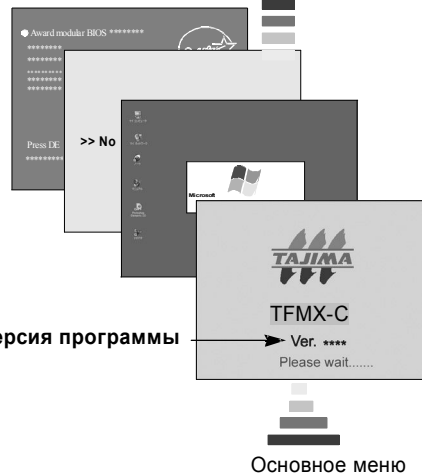 Award modular BIOS ********
********
********
**********
********
********
Press DE
*********
>> No
Microsoft
TAJIMA
TFMX-C
ерсия программы
Ver. ****
Please wait.......
Основное меню